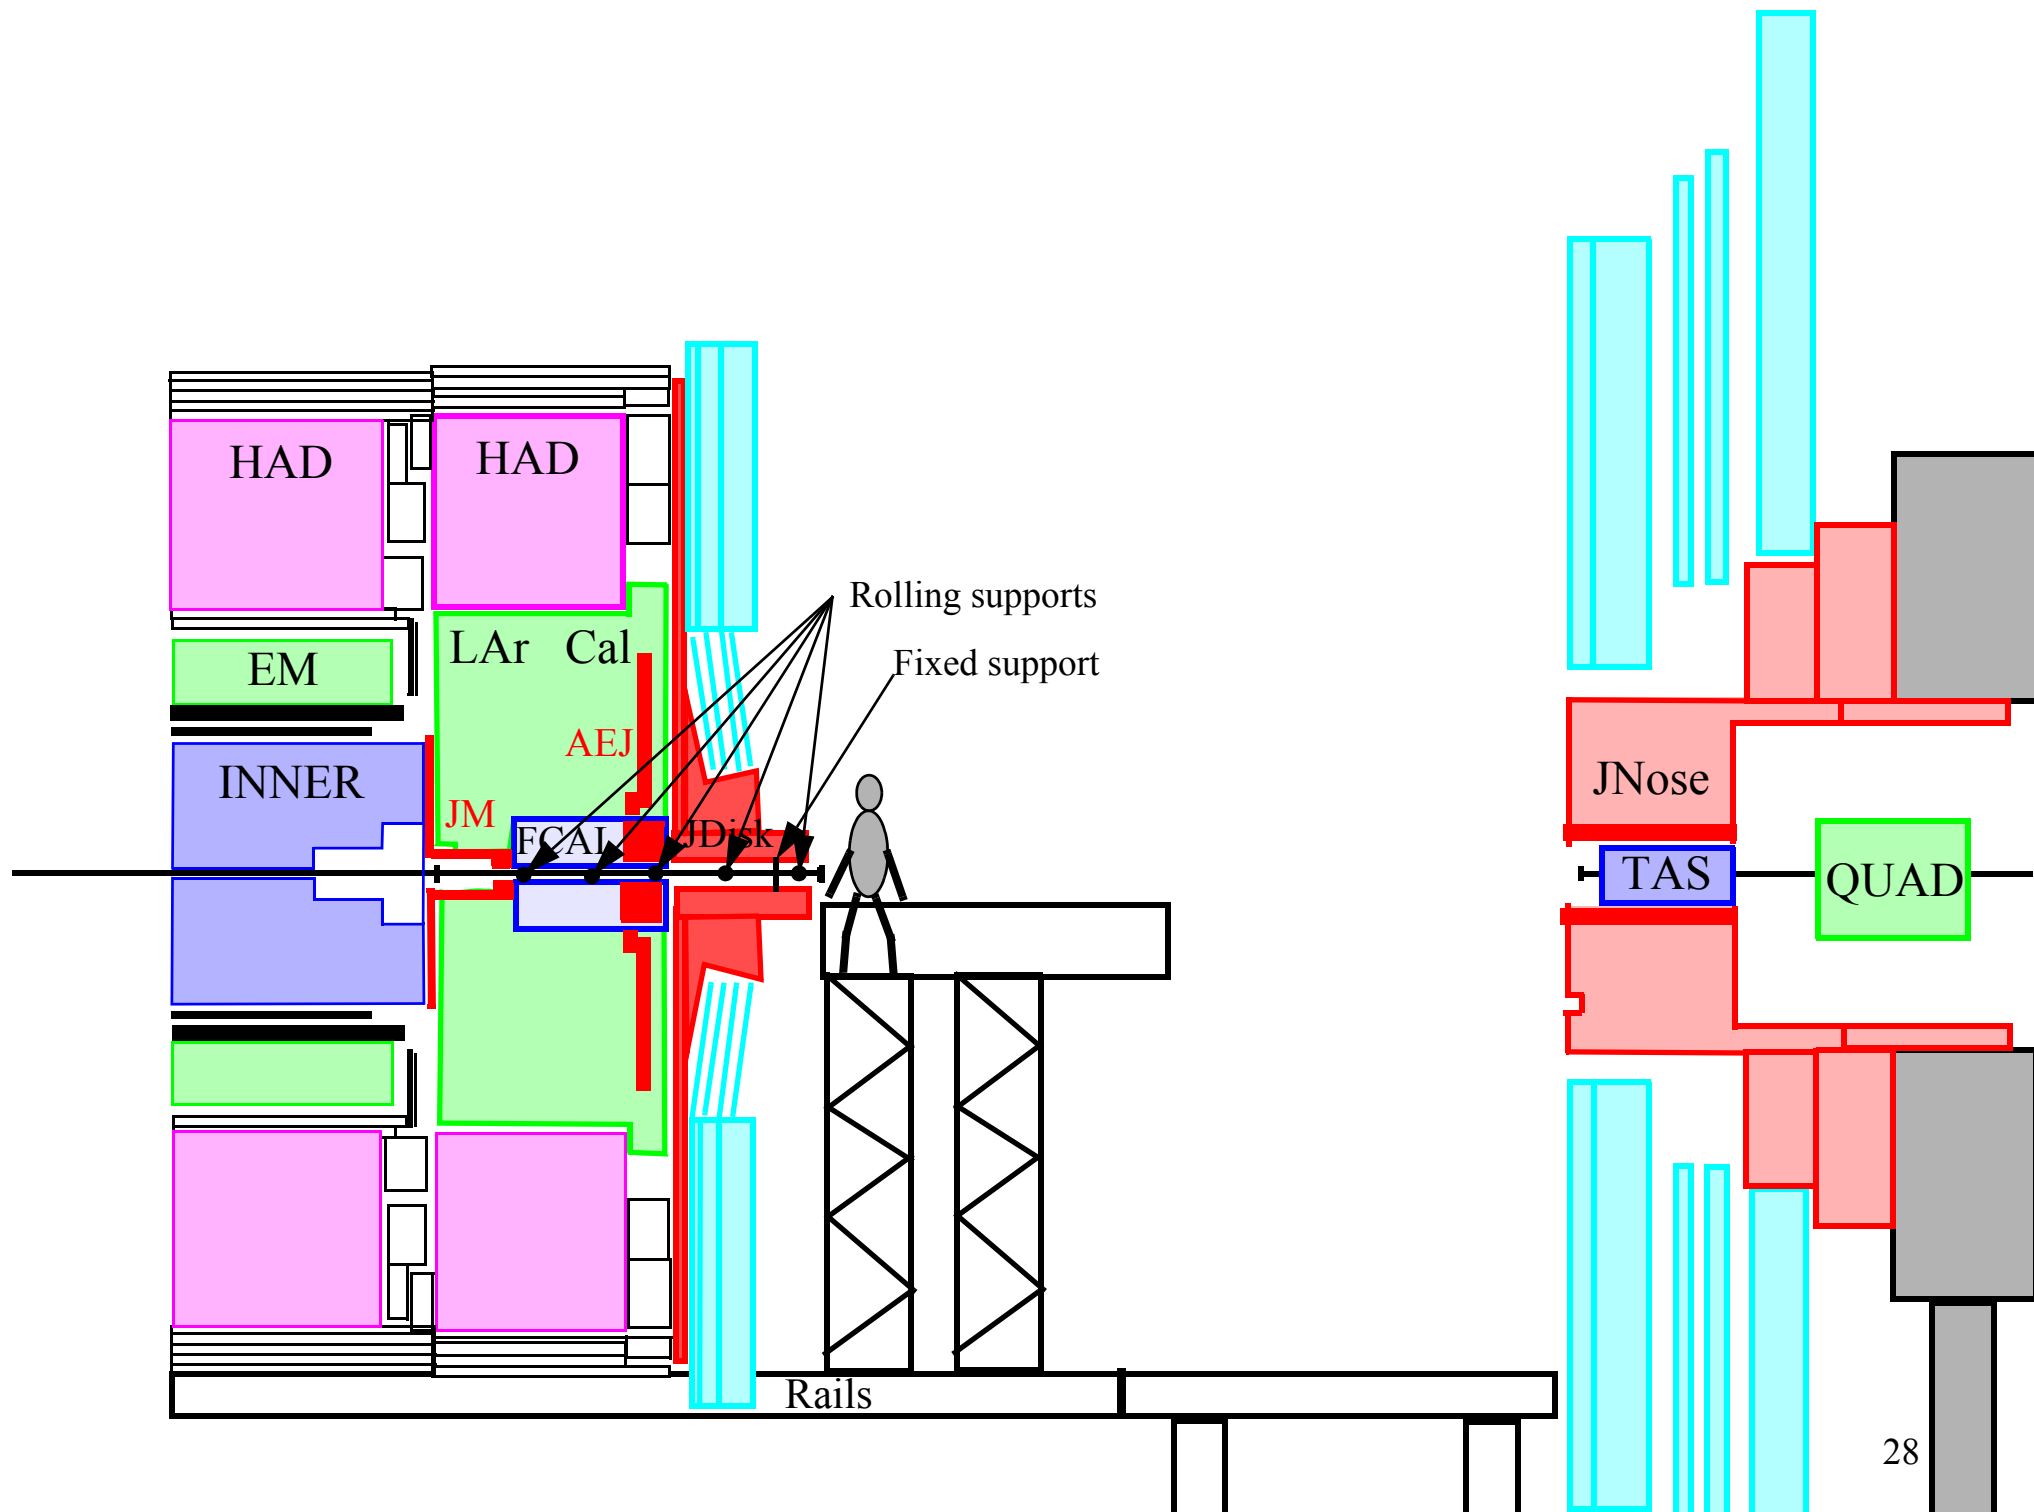 HAD
HAD
Rolling supports
LAr Cal
Fixed support
EM
AEJ
INNER
JNose
JM
FCAL
JDisk
TAS
QUAD
Rails
28